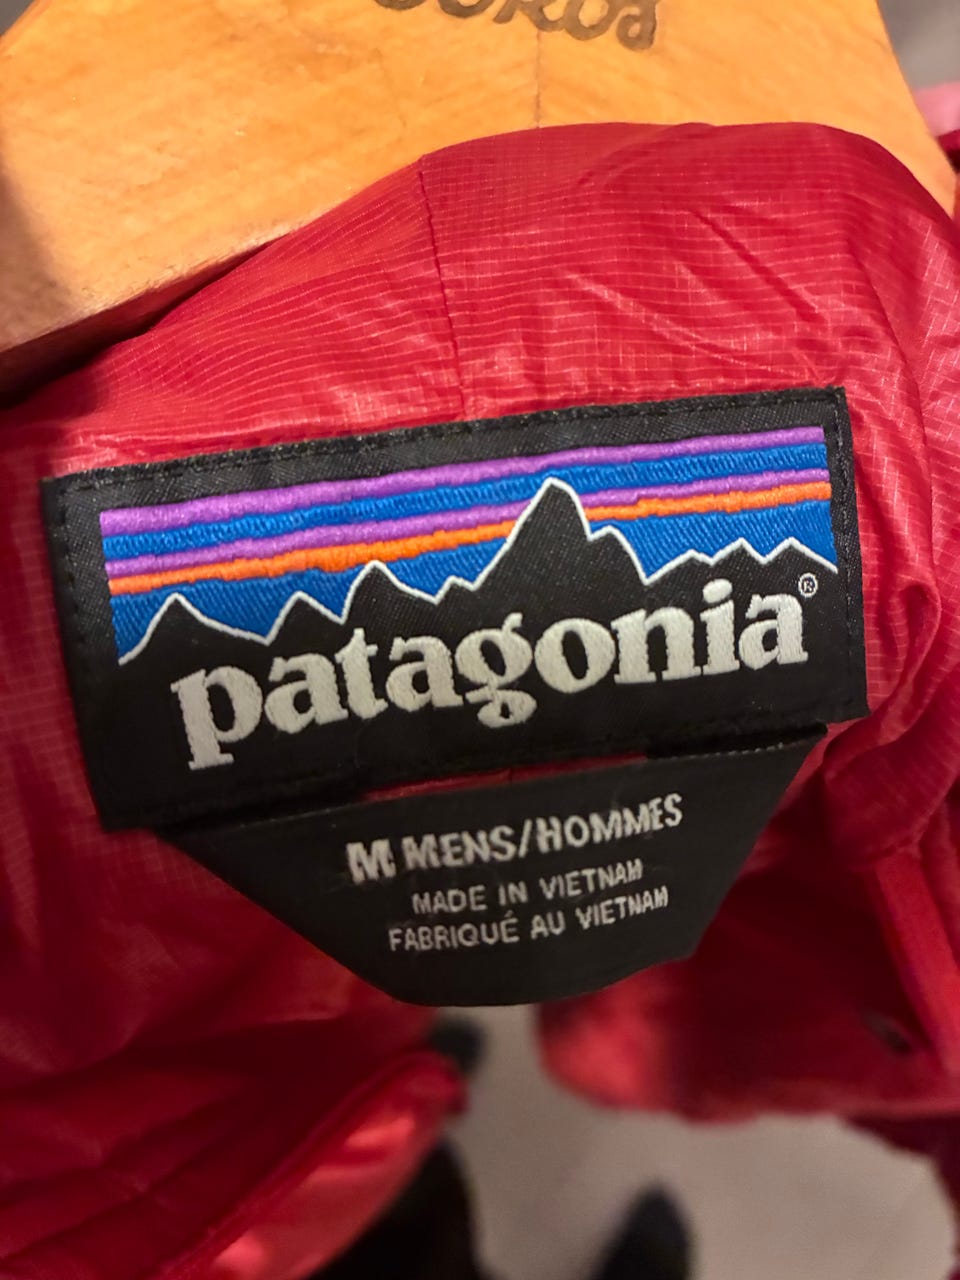 patagonia®
M MENS/HOMMES
MADE IN VIETNAM
FABRIQUÉ AU VIETNAM